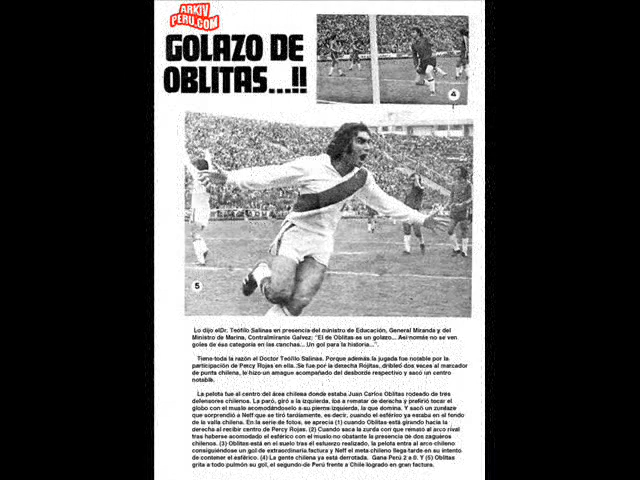 ARKIV
PERU.COM
GOLAZO DE
OBLITAS...!!
4
5
Lo dijo elDr. Teófilo Salinas en presencia del ministro de Educación, General Miranda y del
Ministro de Marina, Contralmirante Galvez: "El de Oblitas es un golazo... Asi nomás no se ven
goles de esa categoría en las canchas... Un gol para la historia...".
Tiene toda la razón el Doctor Teófilo Salinas. Porque además la jugada fue notable por la
participación de Percy Rojas en ella. Se fue por la derecha Rojitas, dribleó dos veces al marcador
de punta chilena, le hizo un amague acompañado del desborde respectivo y sacó un centro
notable.
La pelota fue al centro del área chilena donde estaba Juan Carlos Oblitas rodeado de tres
defensores chilenos. La paró, giró a la izquierda, iba a rematar de derecha y prefirió tocar el
globo con el muslo acomodándoselo a su pierna izquierda, la que domina. Y sacó un zurdazo
que sorprendió a Neff que se tiró tardíamente, es decir, cuando el esférico ya estaba en el fondo
de la valla chilena. En la serie de fotos, se aprecia (1) cuando Oblitas está girando hacia la
derecha al recibir centro de Percy Rojas. (2) Cuando saca la zurda con que remató al arco rival
tras haberse acomodado el esférico con el muslo no obstante la presencia de dos zagueros
chilenos. (3) Oblitas está en el suelo tras el esfuerzo realizado, la pelota entra al arco chileno
consiguiéndose un gol de extraordinaria factura y Neff el meta chileno llega tarde en su intento
de contener el esférico. (4) La gente chilena ya está derrotada. Gana Perú 2 a 0. Y (5) Oblitas
grita a todo pulmón su gol, el segundo de Perú frente a Chile logrado en gran factura.